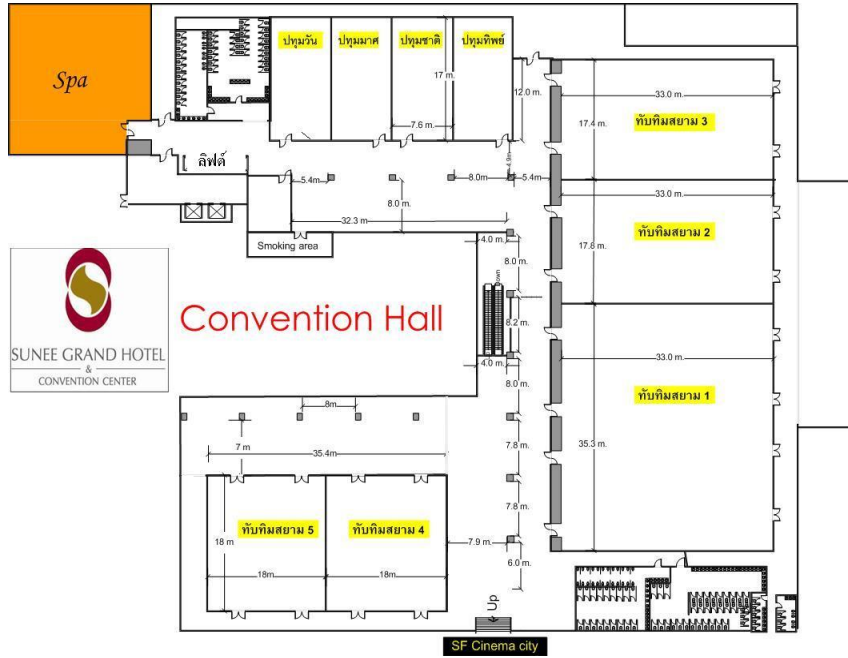 Spa
ปทุมวัน
ปทุมมาศ
ปทุมชาติ
ปทุมทิพย์
17 m.
7.6 m.
12.0m
33.0 m.
17.4m
ทับทิมสยาม 3
ลิฟต์
5.4m
8.0m
4.9m
5.4m
8.0 m.
32.3 m
33.0 m.
17.8 m
ทับทิมสยาม 2
Smoking area
4.0 m.
8.0 m.
Down
8.2 m.
4.0 m.
8.0 m.
SUNEE GRAND HOTEL
&
CONVENTION CENTER
Convention Hall
33.0 m.
ทับทิมสยาม 1
35.3 m
8m
7 m
35.4m
7.8 m.
7.8 m.
18 m
ทับทิมสยาม 5
ทับทิมสยาม 4
7.9 m.
6.0 m.
18m
18m
Up
SF Cinema city